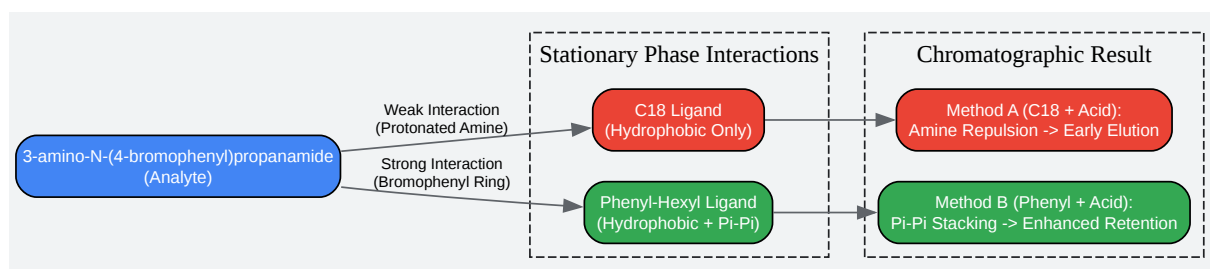 Stationary Phase Interactions
Chromatographic Result
3-amino-N-(4-bromophenyl)propanamide
(Analyte)
Weak Interaction
(Protonated Amine)
C18 Ligand
(Hydrophobic Only)
Method A (C18 + Acid):
Amine Repulsion -> Early Elution
Strong Interaction
(Bromophenyl Ring)
Phenyl-Hexyl Ligand
(Hydrophobic + Pi-Pi)
Method B (Phenyl + Acid):
Pi-Pi Stacking -> Enhanced Retention